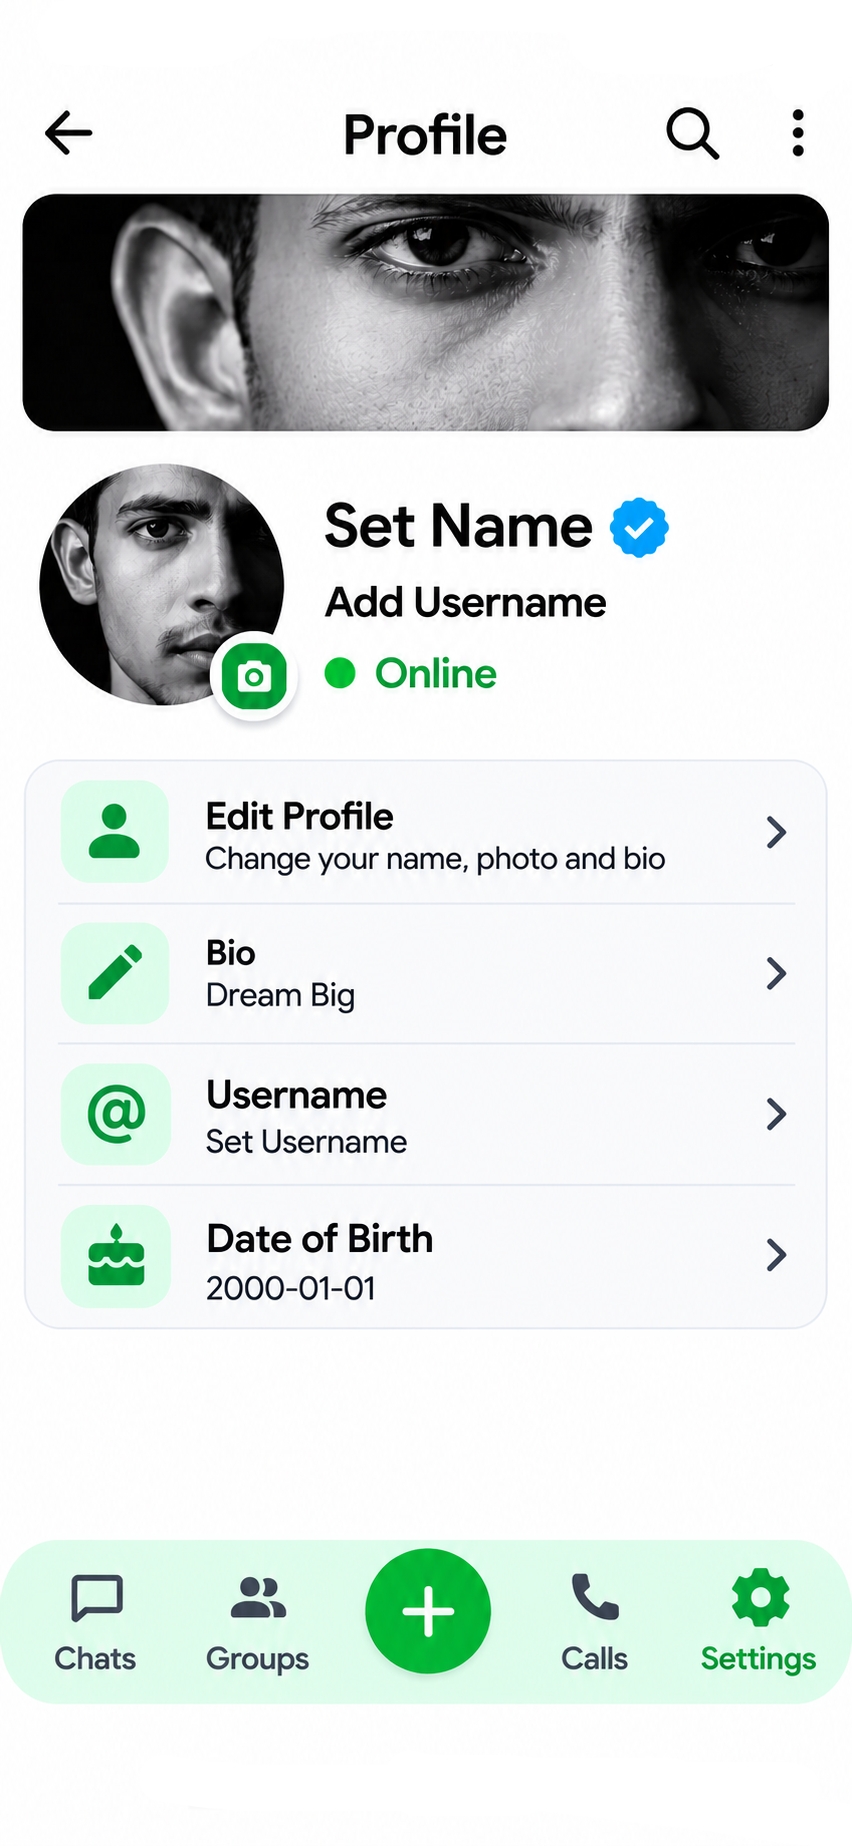 Profile
Set Name
Add Username
Online
Edit Profile
Change your name, photo and bio
Bio
Dream Big
@
Username
Set Username
Date of Birth
2000-01-01
Chats
Groups
Calls
Settings